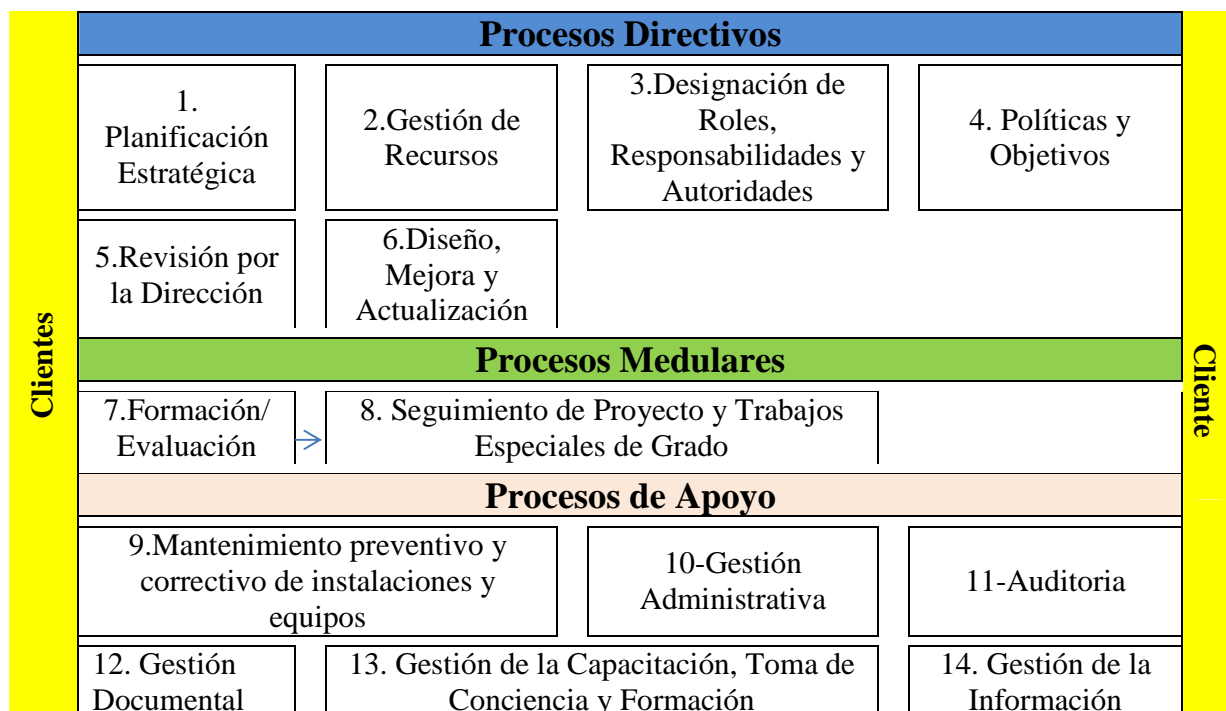 Procesos Directivos
1.
Planificación
Estratégica
2.Gestión de
Recursos
3.Designación de
Roles,
Responsabilidades y
Autoridades
4. Políticas y
Objetivos
5.Revisión por
la Dirección
6.Diseño,
Mejora y
Actualización
Clientes
Cliente
Procesos Medulares
7.Formación/
Evaluación
8. Seguimiento de Proyecto y Trabajos
Especiales de Grado
Procesos de Apoyo
9.Mantenimiento preventivo y
correctivo de instalaciones y
equipos
10-Gestión
Administrativa
11-Auditoria
12. Gestión
Documental
13. Gestión de la Capacitación, Toma de
Conciencia y Formación
14. Gestión de la
Información